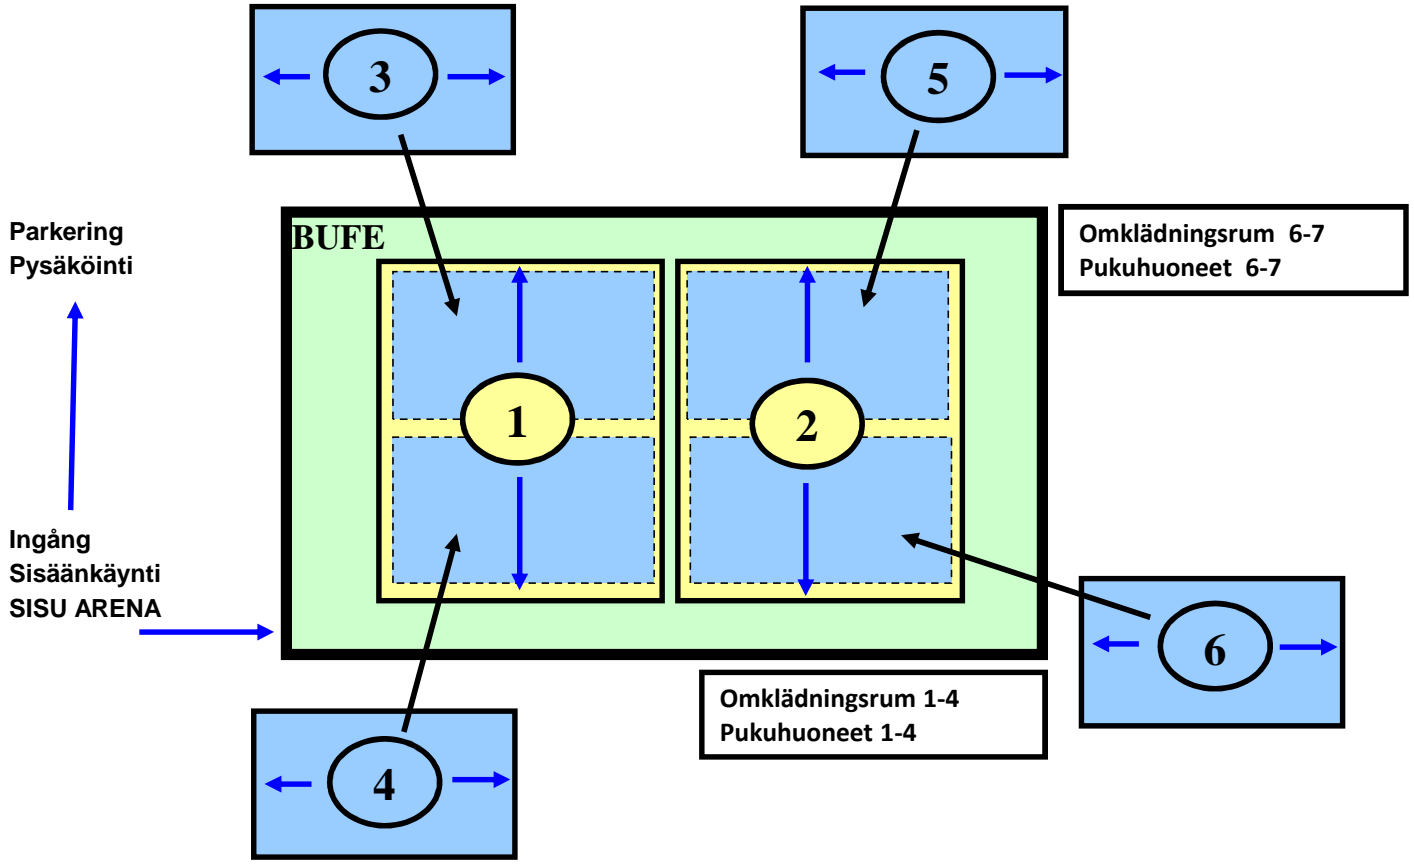 3
5
Parkering
Pysäköinti
BUFE
Omklädningsrum 6-7
Pukuhuoneet 6-7
1
2
Ingång
Sisäänkäynti
SISU ARENA
6
Omklädningsrum 1-4
Pukuhuoneet 1-4
4